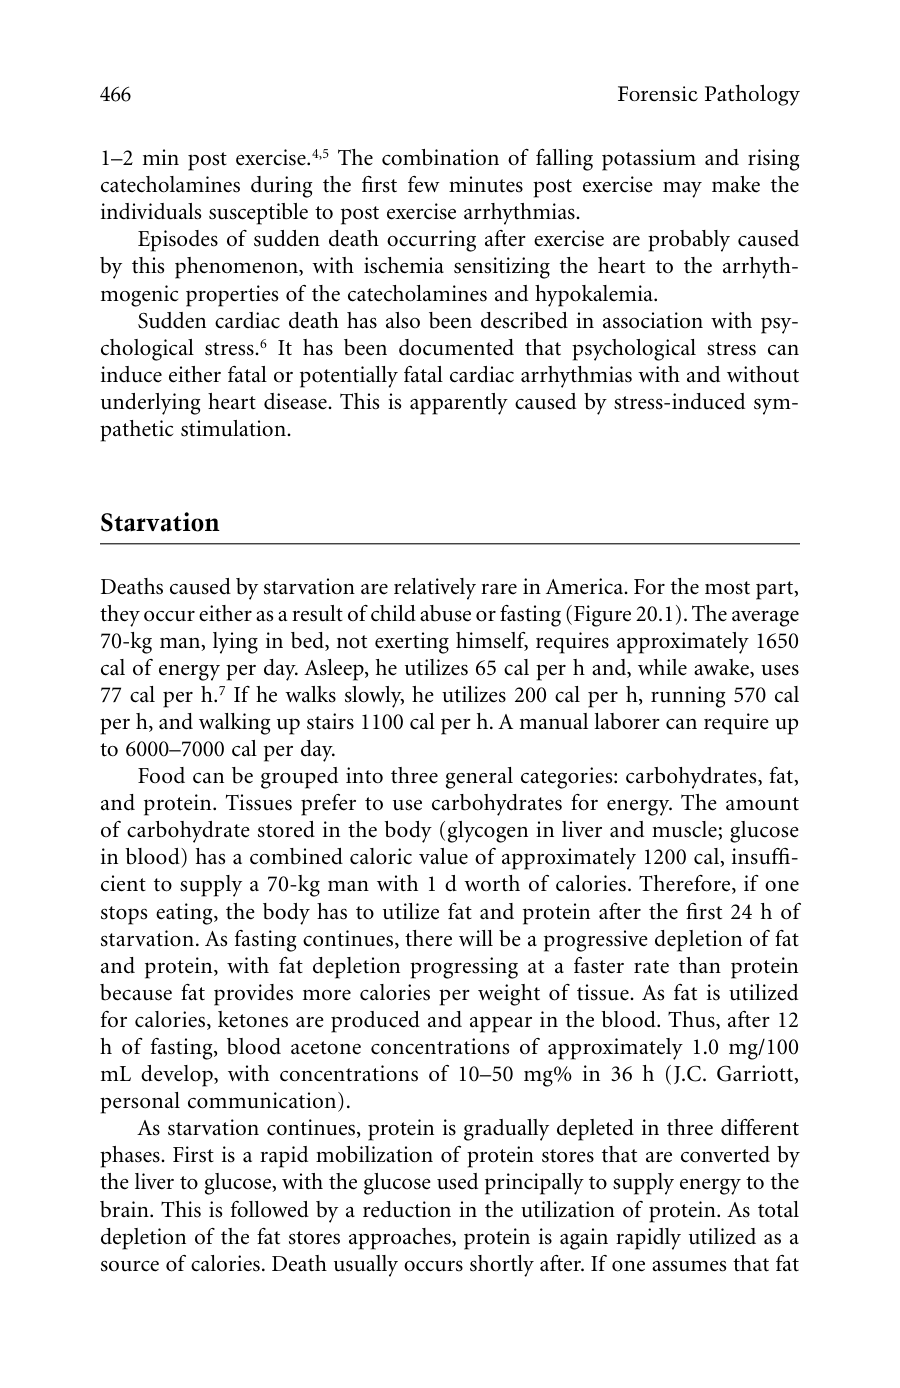 466 Forensic Pathology
1–2 min post exercise.4,5 The combination of falling potassium and rising
catecholamines during the first few minutes post exercise may make the
individuals susceptible to post exercise arrhythmias.
Episodes of sudden death occurring after exercise are probably caused
by this phenomenon, with ischemia sensitizing the heart to the arrhyth-
mogenic properties of the catecholamines and hypokalemia.
Sudden cardiac death has also been described in association with psy-
chological stress.6 It has been documented that psychological stress can
induce either fatal or potentially fatal cardiac arrhythmias with and without
underlying heart disease. This is apparently caused by stress-induced sym-
pathetic stimulation.
Starvation
Deaths caused by starvation are relatively rare in America. For the most part,
they occur either as a result of child abuse or fasting (Figure 20.1). The average
70-kg man, lying in bed, not exerting himself, requires approximately 1650
cal of energy per day. Asleep, he utilizes 65 cal per h and, while awake, uses
77 cal per h.7 If he walks slowly, he utilizes 200 cal per h, running 570 cal
per h, and walking up stairs 1100 cal per h. A manual laborer can require up
to 6000–7000 cal per day.
Food can be grouped into three general categories: carbohydrates, fat,
and protein. Tissues prefer to use carbohydrates for energy. The amount
of carbohydrate stored in the body (glycogen in liver and muscle; glucose
in blood) has a combined caloric value of approximately 1200 cal, insuffi-
cient to supply a 70-kg man with 1 d worth of calories. Therefore, if one
stops eating, the body has to utilize fat and protein after the first 24 h of
starvation. As fasting continues, there will be a progressive depletion of fat
and protein, with fat depletion progressing at a faster rate than protein
because fat provides more calories per weight of tissue. As fat is utilized
for calories, ketones are produced and appear in the blood. Thus, after 12
h of fasting, blood acetone concentrations of approximately 1.0 mg/100
mL develop, with concentrations of 10–50 mg% in 36 h (J.C. Garriott,
personal communication).
As starvation continues, protein is gradually depleted in three different
phases. First is a rapid mobilization of protein stores that are converted by
the liver to glucose, with the glucose used principally to supply energy to the
brain. This is followed by a reduction in the utilization of protein. As total
depletion of the fat stores approaches, protein is again rapidly utilized as a
source of calories. Death usually occurs shortly after. If one assumes that fat